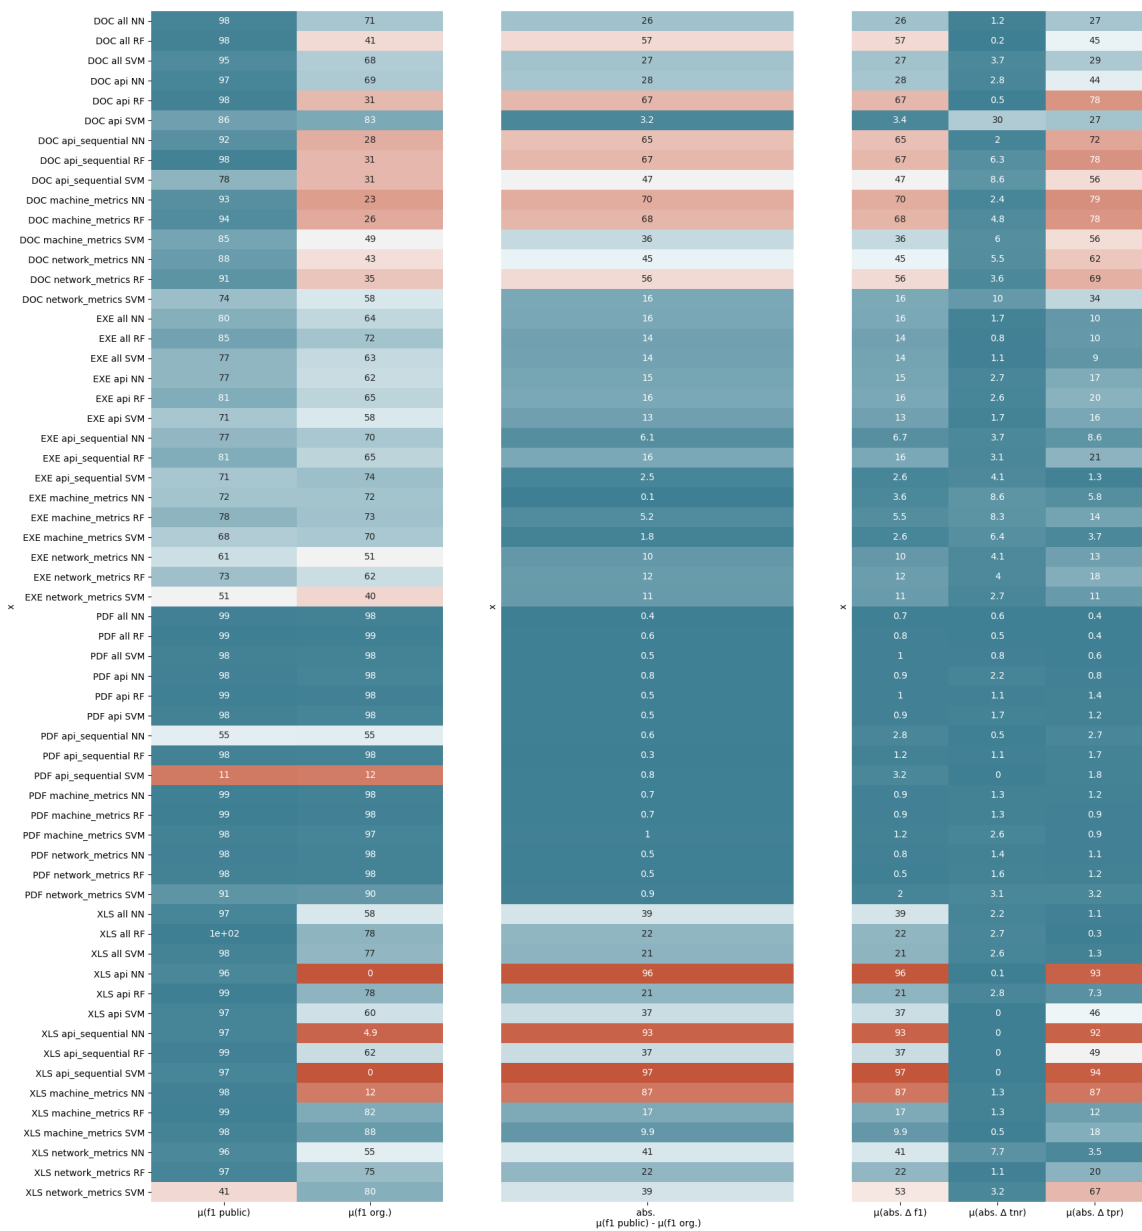 DOC all NN 98 71 26 26 1.2 27
DOC all RF 98 41 57 57 0.2 45
DOC all SVM 95 68 27 27 3.7 29
DOC api NN 97 69 28 28 2.8 44
DOC api RF 98 31 67 67 0.5 78
DOC api SVM 86 83 3.2 3.4 30 27
DOC api_sequential NN 92 28 65 65 2 72
DOC api_sequential RF 98 31 67 67 6.3 78
DOC api_sequential SVM 78 31 47 47 8.6 56
DOC machine_metrics NN 93 23 70 70 2.4 79
DOC machine_metrics RF 94 26 68 68 4.8 78
DOC machine_metrics SVM 85 49 36 36 6 56
DOC network_metrics NN 88 43 45 45 5.5 62
DOC network_metrics RF 91 35 56 56 3.6 69
DOC network_metrics SVM 74 58 16 16 10 34
EXE all NN 80 64 16 16 1.7 10
EXE all RF 85 72 14 14 0.8 10
EXE all SVM 77 63 14 14 1.1 9
EXE api NN 77 62 15 15 2.7 17
EXE api RF 81 65 16 16 2.6 20
EXE api SVM 71 58 13 13 1.7 16
EXE api_sequential NN 77 70 6.1 6.7 3.7 8.6
EXE api_sequential RF 81 65 16 16 3.1 21
EXE api_sequential SVM 71 74 2.5 2.6 4.1 1.3
EXE machine_metrics NN 72 72 0.1 3.6 8.6 5.8
EXE machine_metrics RF 78 73 5.2 5.5 8.3 14
EXE machine_metrics SVM 68 70 1.8 2.6 6.4 3.7
EXE network_metrics NN 61 51 10 10 4.1 13
EXE network_metrics RF 73 62 12 12 4 18
EXE network_metrics SVM 51 40 11 11 2.7 11
x x x
PDF all NN 99 98 0.4 0.7 0.6 0.4
PDF all RF 99 99 0.6 0.8 0.5 0.4
PDF all SVM 98 98 0.5 1 0.8 0.6
PDF api NN 98 98 0.8 0.9 2.2 0.8
PDF api RF 99 98 0.5 1 1.1 1.4
PDF api SVM 98 98 0.5 0.9 1.7 1.2
PDF api_sequential NN 55 55 0.6 2.8 0.5 2.7
PDF api_sequential RF 98 98 0.3 1.2 1.1 1.7
PDF api_sequential SVM 11 12 0.8 3.2 0 1.8
PDF machine_metrics NN 99 98 0.7 0.9 1.3 1.2
PDF machine_metrics RF 99 98 0.7 0.9 1.3 0.9
PDF machine_metrics SVM 98 97 1 1.2 2.6 0.9
PDF network_metrics NN 98 98 0.5 0.8 1.4 1.1
PDF network_metrics RF 98 98 0.5 0.5 1.6 1.2
PDF network_metrics SVM 91 90 0.9 2 3.1 3.2
XLS all NN 97 58 39 39 2.2 1.1
XLS all RF 1e+02 78 22 22 2.7 0.3
XLS all SVM 98 77 21 21 2.6 1.3
XLS api NN 96 0 96 96 0.1 93
XLS api RF 99 78 21 21 2.8 7.3
XLS api SVM 97 60 37 37 0 46
XLS api_sequential NN 97 4.9 93 93 0 92
XLS api_sequential RF 99 62 37 37 0 49
XLS api_sequential SVM 97 0 97 97 0 94
XLS machine_metrics NN 98 12 87 87 1.3 87
XLS machine_metrics RF 99 82 17 17 1.3 12
XLS machine_metrics SVM 98 88 9.9 9.9 0.5 18
XLS network_metrics NN 96 55 41 41 7.7 3.5
XLS network_metrics RF 97 75 22 22 1.1 20
XLS network_metrics SVM 41 80 39 53 3.2 67
μ(f1 public) μ(f1 org.) abs. μ(abs. Δ f1) μ(abs. Δ tnr) μ(abs. Δ tpr)
μ(f1 public) - μ(f1 org.)